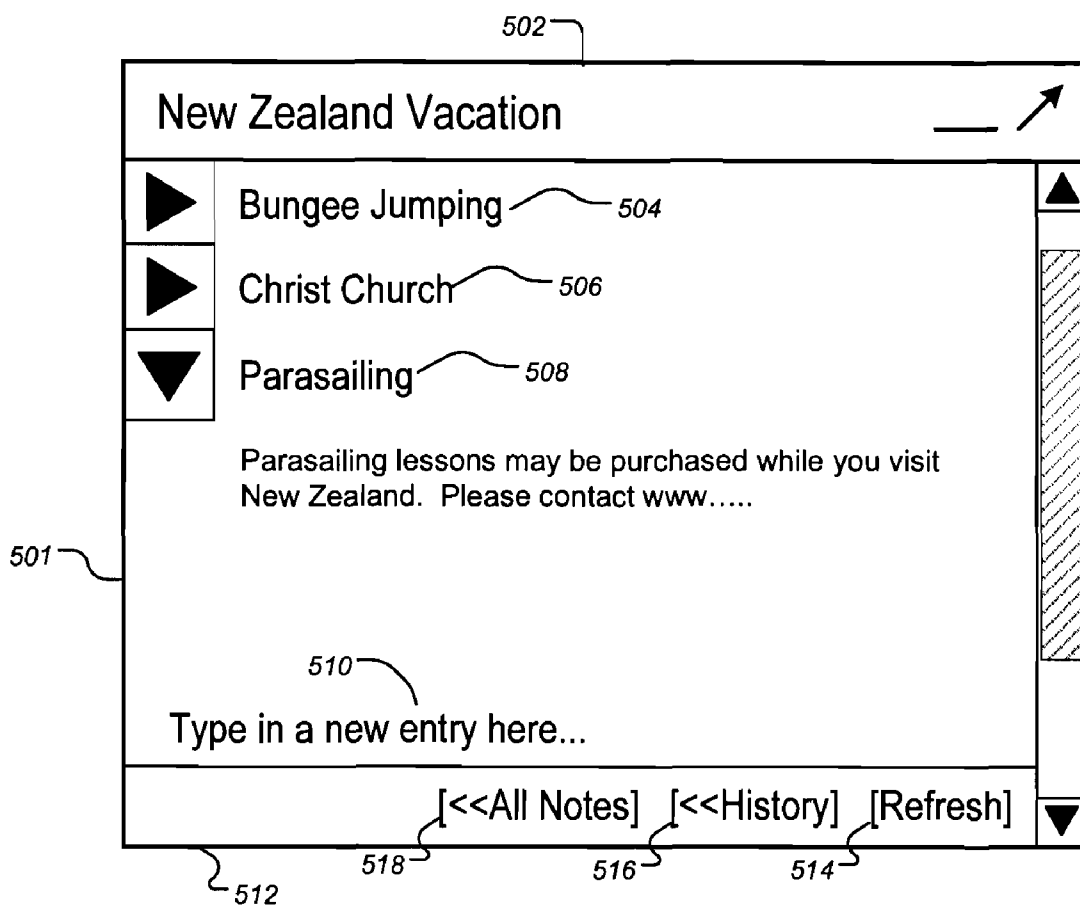 502
New Zealand Vacation
Bungee Jumping 504
Christ Church 506
Parasailing 508
Parasailing lessons may be purchased while you visit
New Zealand.  Please contact www.....
501
510
Type in a new entry here...
[<<All Notes] [<<History] [Refresh]
518 516 514
512